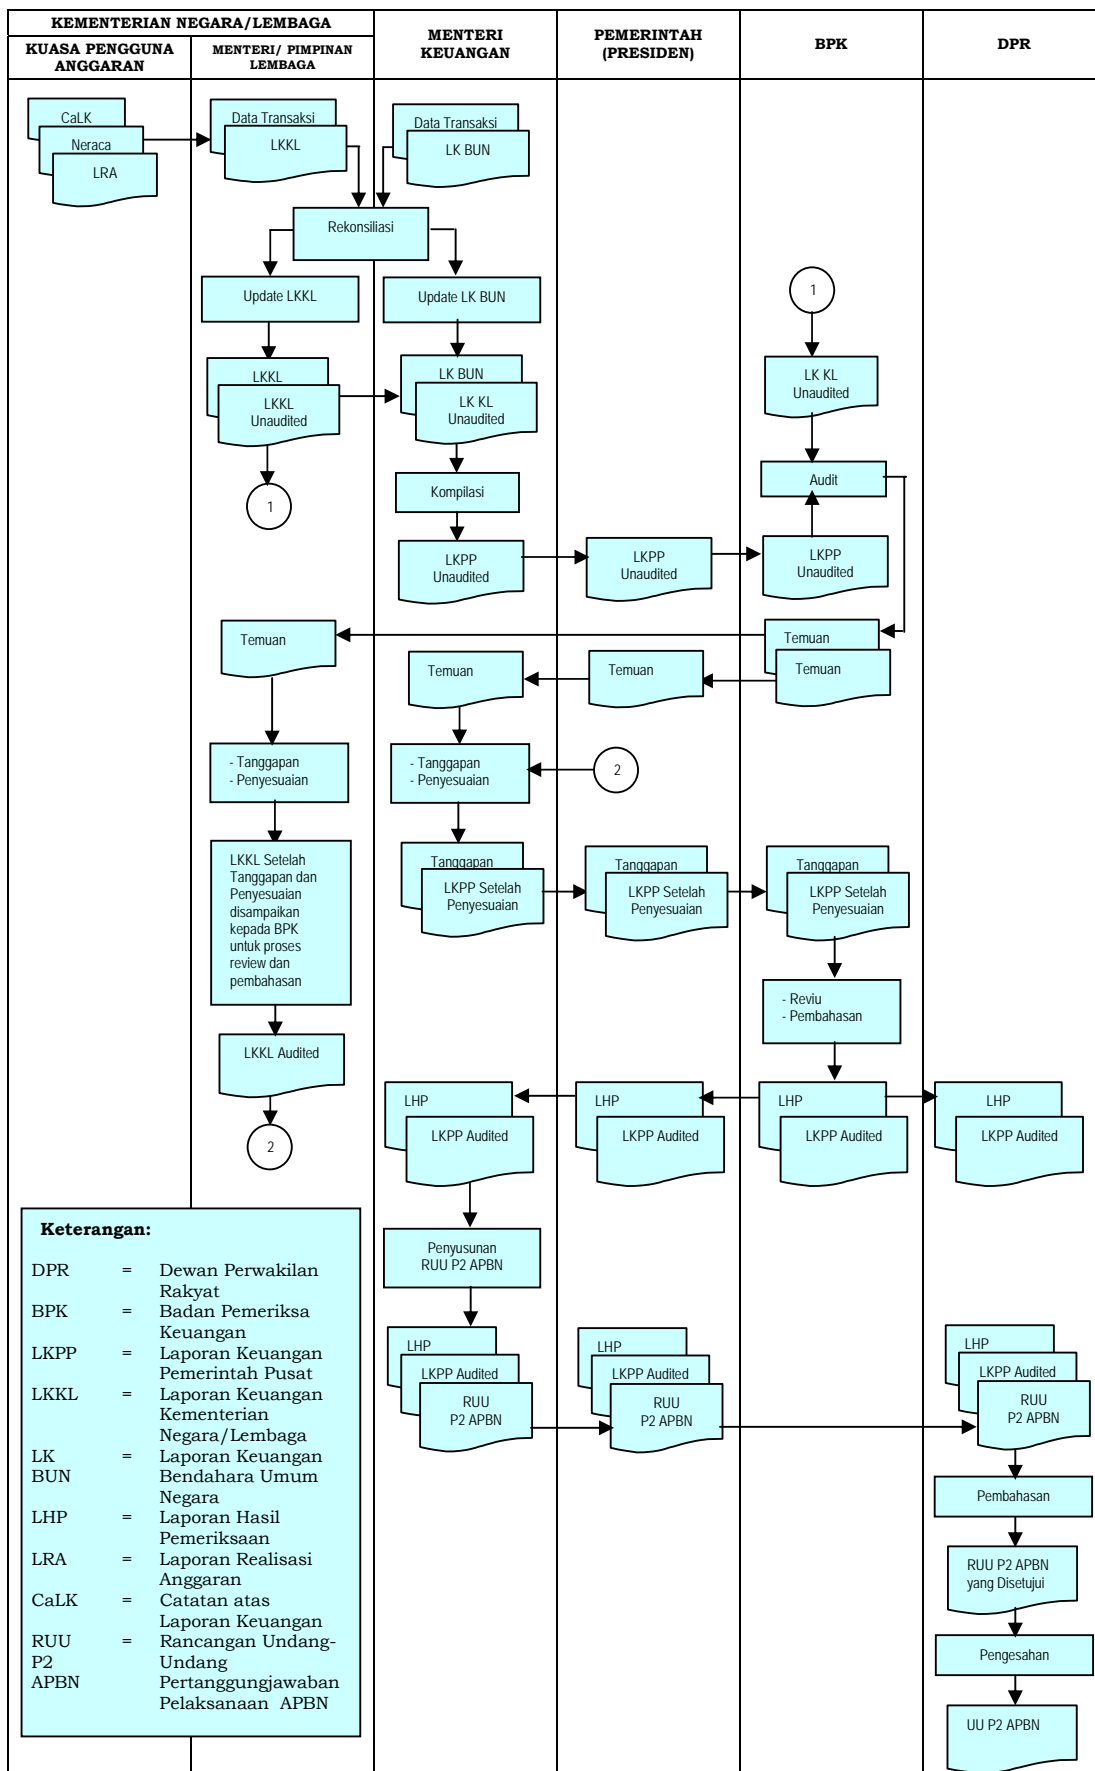 KEMENTERIAN NEGARA/LEMBAGA
KUASA PENGGUNA
ANGGARAN
MENTERI/ PIMPINAN
LEMBAGA
MENTERI
KEUANGAN
PEMERINTAH
(PRESIDEN)
BPK
DPR
CaLK
Neraca
LRA
Data Transaksi
LKKL
Data Transaksi
LK BUN
Rekonsiliasi
Update LKKL
Update LK BUN
1
LKKL
LKKL
Unaudited
LK BUN
LK KL
Unaudited
LK KL
Unaudited
1
Kompilasi
Audit
LKPP
Unaudited
LKPP
Unaudited
LKPP
Unaudited
Temuan
Temuan
Temuan
Temuan
Temuan
- Tanggapan
- Penyesuaian
- Tanggapan
- Penyesuaian
2
LKKL Setelah
Tanggapan dan
Penyesuaian
disampaikan
kepada BPK
untuk proses
review dan
pembahasan
Tanggapan
LKPP Setelah
Penyesuaian
Tanggapan
LKPP Setelah
Penyesuaian
Tanggapan
LKPP Setelah
Penyesuaian
- Reviu
- Pembahasan
LKKL Audited
2
LHP
LKPP Audited
LHP
LKPP Audited
LHP
LKPP Audited
LHP
LKPP Audited
Penyusunan
RUU P2 APBN
LHP
LKPP Audited
RUU
P2 APBN
LHP
LKPP Audited
RUU
P2 APBN
LHP
LKPP Audited
RUU
P2 APBN
Pembahasan
RUU P2 APBN
yang Disetujui
Pengesahan
UU P2 APBN
Keterangan:
DPR = Dewan Perwakilan
Rakyat
BPK = Badan Pemeriksa
Keuangan
LKPP = Laporan Keuangan
Pemerintah Pusat
LKKL = Laporan Keuangan
Kementerian
Negara/Lembaga
LK = Laporan Keuangan
BUN Bendahara Umum
Negara
LHP = Laporan Hasil
Pemeriksaan
LRA = Laporan Realisasi
Anggaran
CaLK = Catatan atas
Laporan Keuangan
RUU = Rancangan Undang-
P2 Undang
APBN Pertanggungjawaban
Pelaksanaan APBN